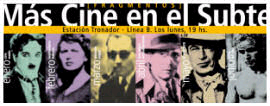 [FRAGMENTOS]
Más Cine en el Subte
Estación Tronador - Línea B. Los lunes, 19 hs.
enero
febrero
marzo
abril
mayo